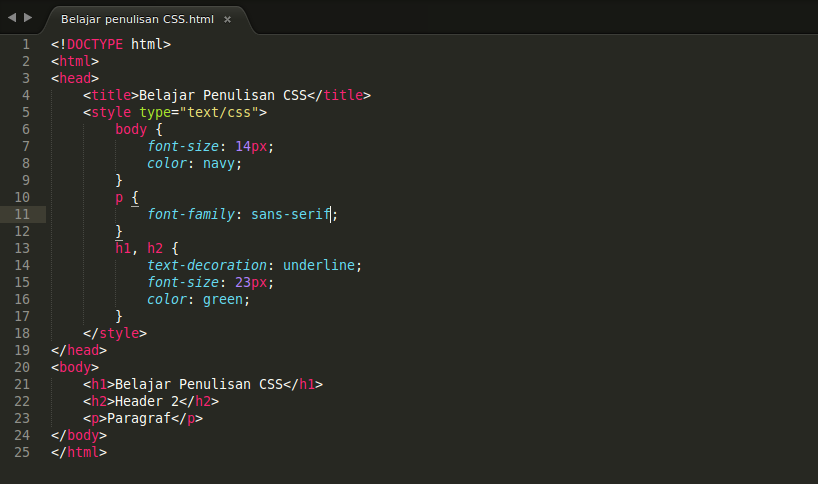 Belajar penulisan CSS.html ×
1 <!DOCTYPE html>
2 <html>
3 <head>
4     <title>Belajar Penulisan CSS</title>
5     <style type="text/css">
6         body {
7             font-size: 14px;
8             color: navy;
9         }
10         p {
11             font-family: sans-serif;
12         }
13         h1, h2 {
14             text-decoration: underline;
15             font-size: 23px;
16             color: green;
17         }
18     </style>
19 </head>
20 <body>
21     <h1>Belajar Penulisan CSS</h1>
22     <h2>Header 2</h2>
23     <p>Paragraf</p>
24 </body>
25 </html>